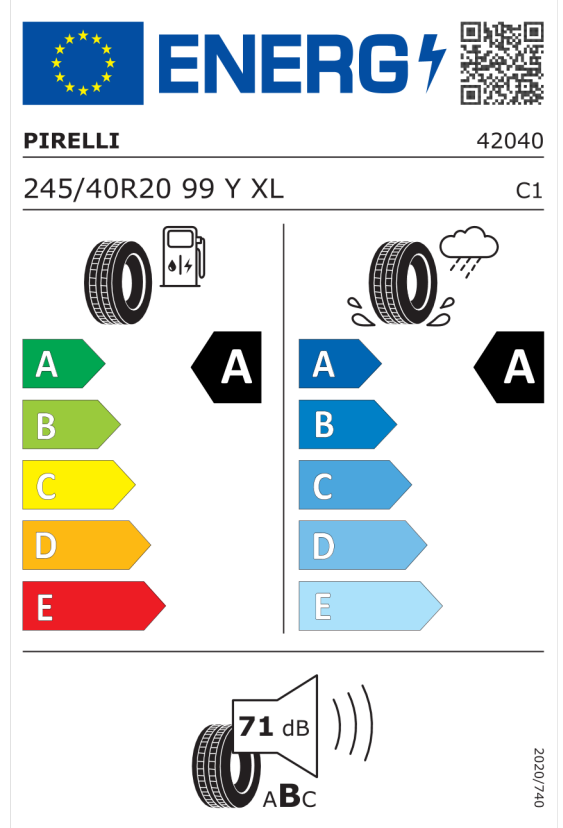 ENERG
PIRELLI 42040
245/40R20 99 Y XL C1
A A
B
C
D
E
A A
B
C
D
E
71 dB
ABC
2020/740